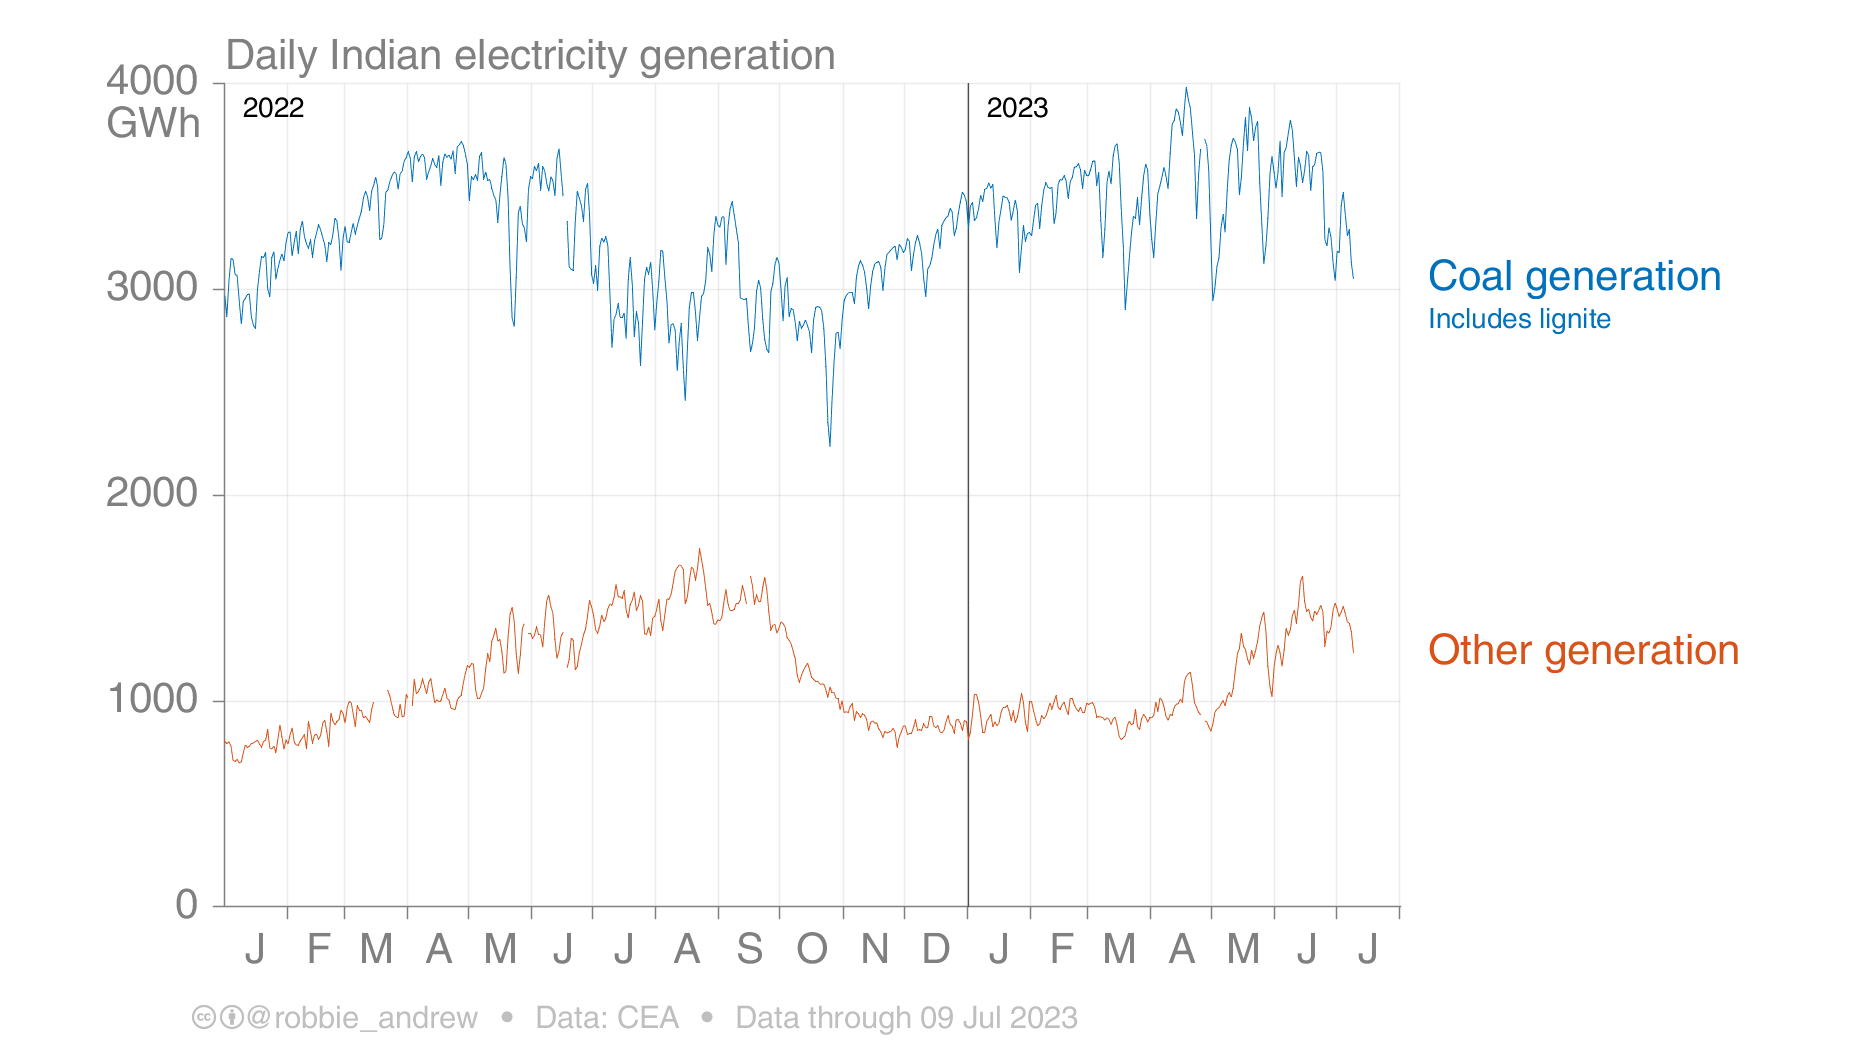 Daily Indian electricity generation
4000
GWh
2022
2023
3000
2000
1000
0
Coal generation
Includes lignite
Other generation
J F M A M J J A S O N D J F M A M J J
cc @robbie_andrew • Data: CEA • Data through 09 Jul 2023